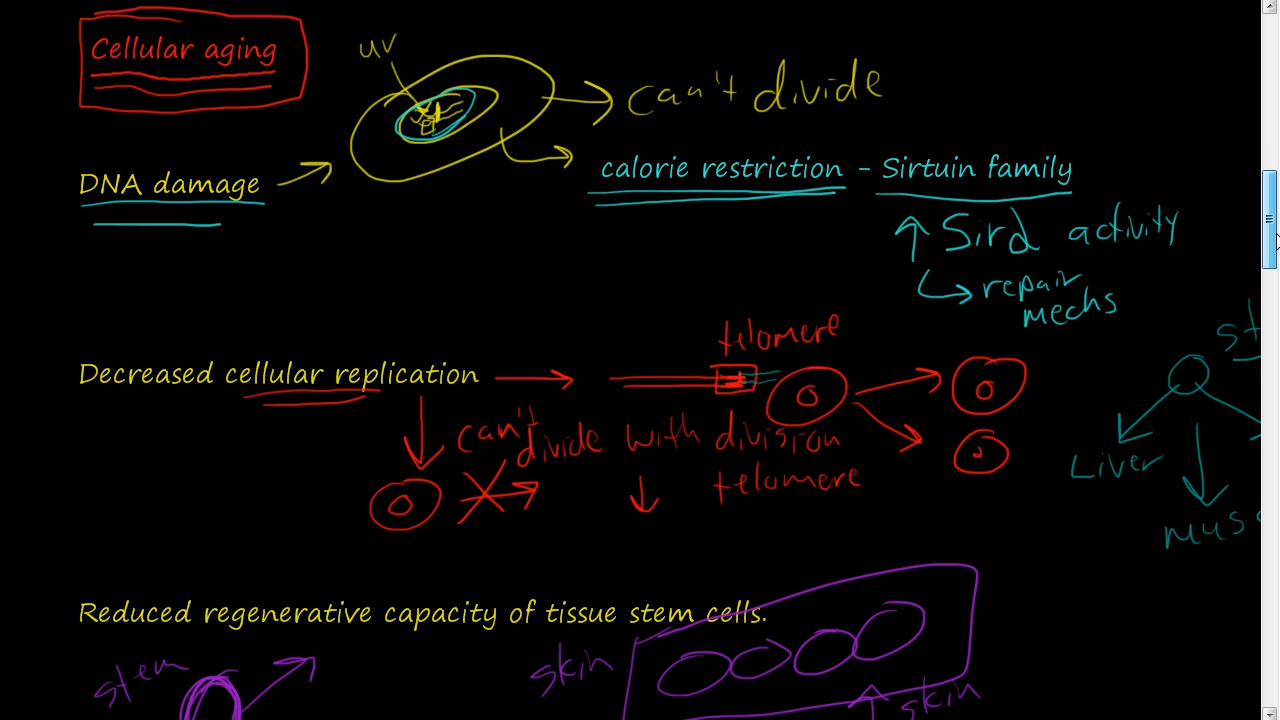 Cellular aging
uv
can't divide
DNA damage
calorie restriction - Sirtuin family
↑ Sird activity
repair
mechs
telomere
Decreased cellular replication
can't
divide with division
↓ telomere
Liver
Reduced regenerative capacity of tissue stem cells.
stem
skin
skin